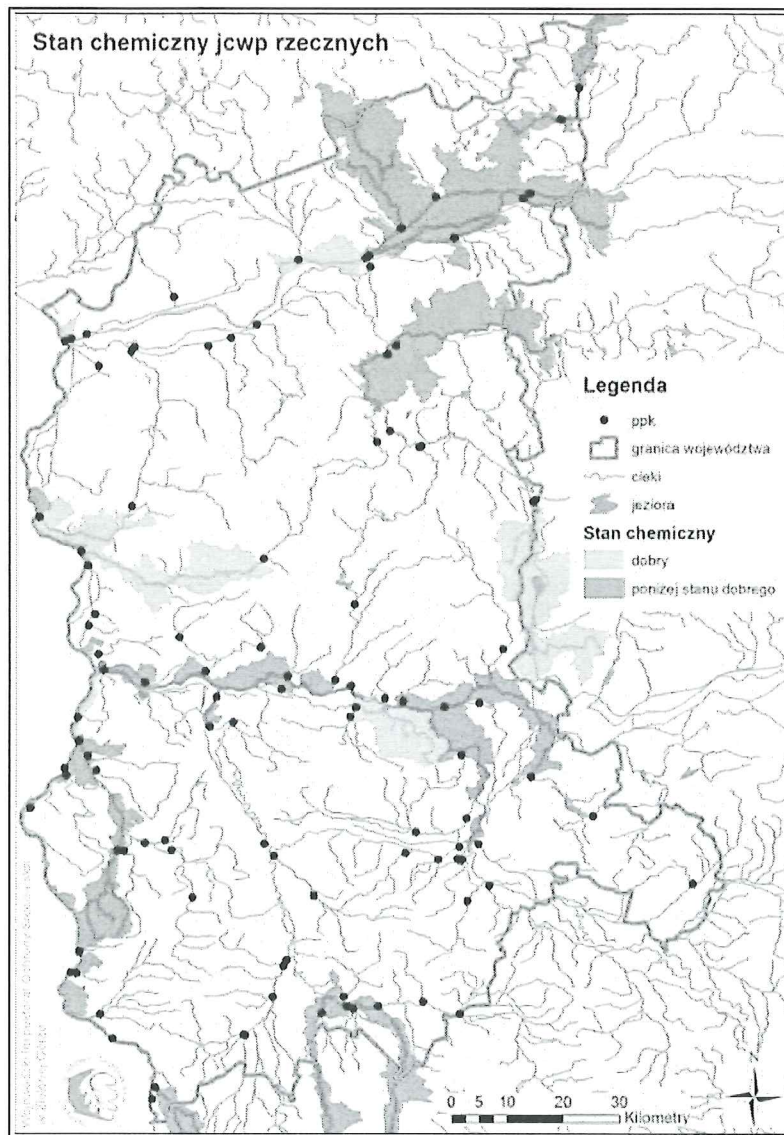 Stan chemiczny jcwp rzecznych
Legenda
ppk
granica województwa
cieki
jeziora
Stan chemiczny
dobry
poniżej stanu dobrego
0 5 10 20 30
Kilometry